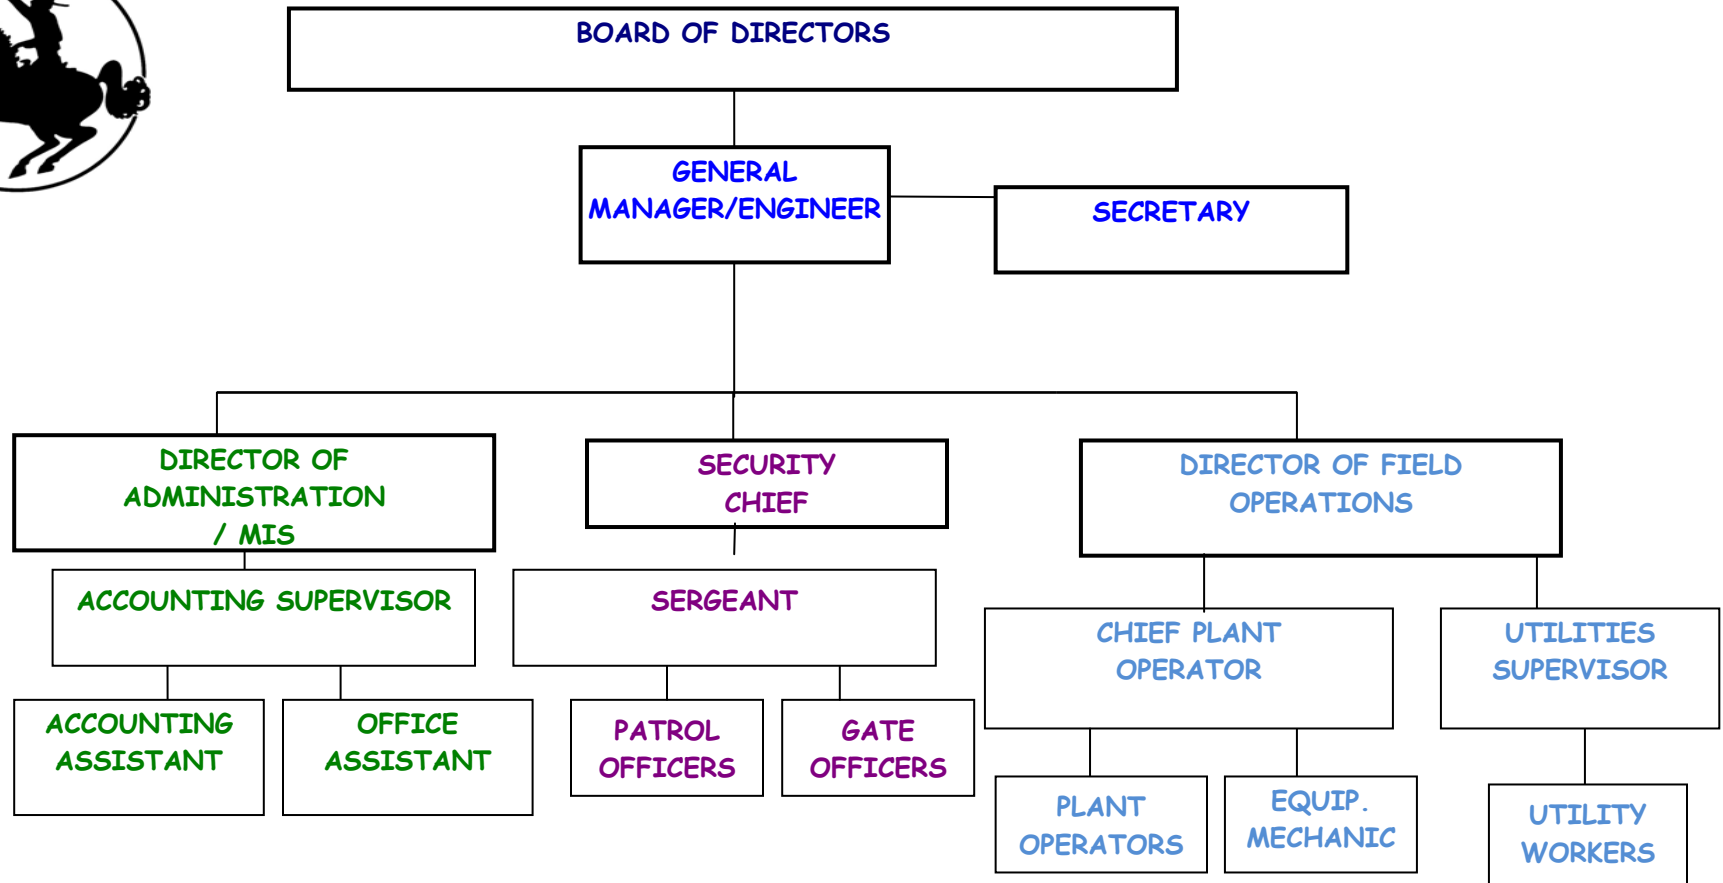 BOARD OF DIRECTORS
GENERAL
MANAGER/ENGINEER
SECRETARY
DIRECTOR OF
ADMINISTRATION
/ MIS
SECURITY
CHIEF
DIRECTOR OF FIELD
OPERATIONS
ACCOUNTING SUPERVISOR
SERGEANT
CHIEF PLANT
OPERATOR
UTILITIES
SUPERVISOR
ACCOUNTING
ASSISTANT
OFFICE
ASSISTANT
PATROL
OFFICERS
GATE
OFFICERS
PLANT
OPERATORS
EQUIP.
MECHANIC
UTILITY
WORKERS